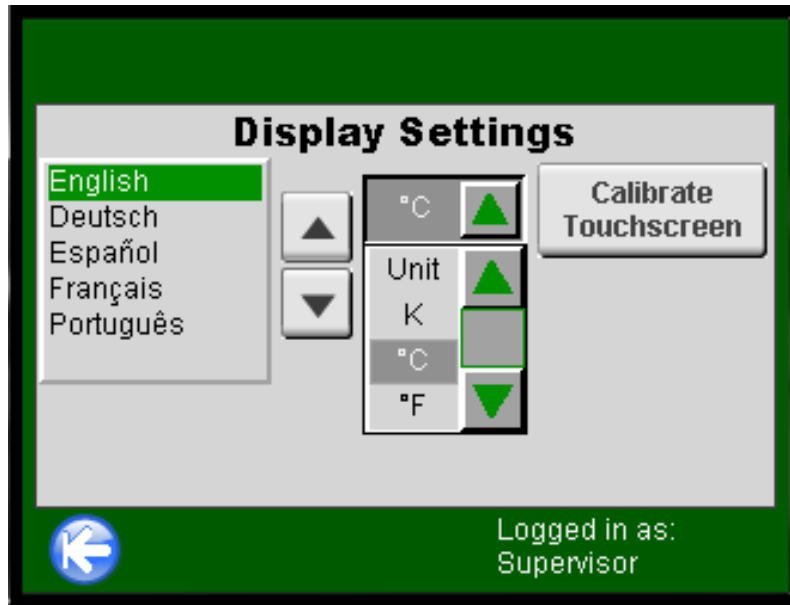 Display Settings
English
Deutsch
Español
Français
Português
°C
Unit
K
°C
°F
Calibrate
Touchscreen
Logged in as:
Supervisor